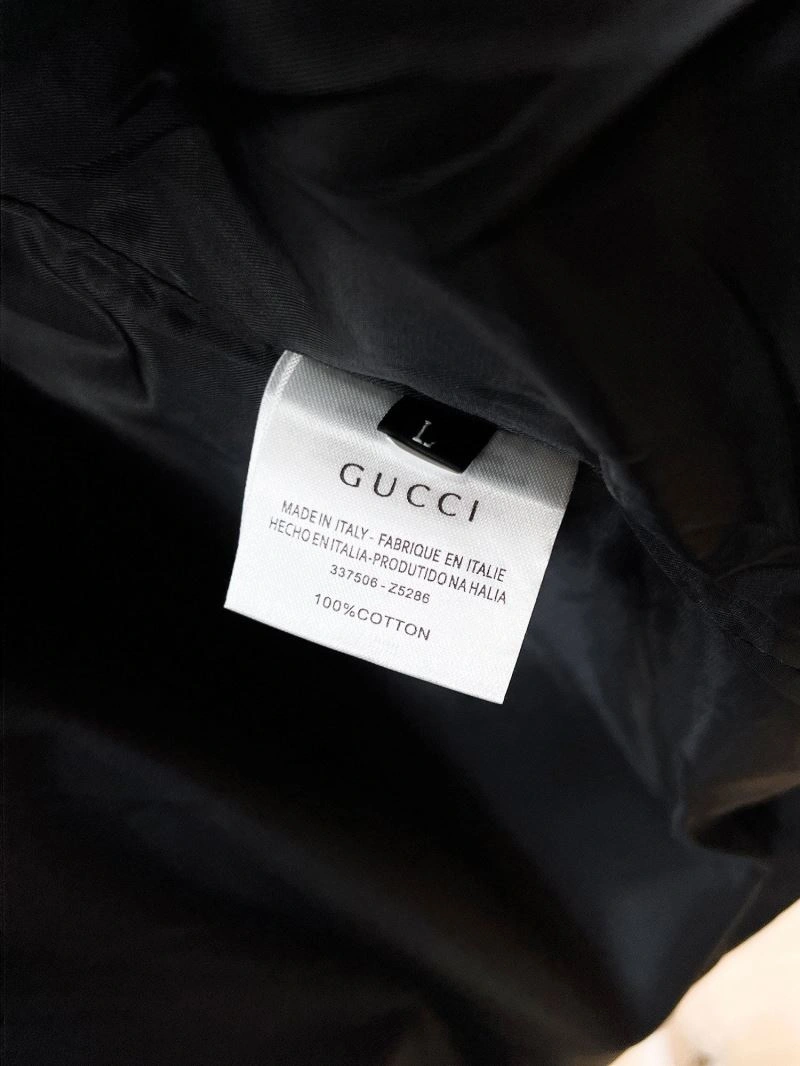 L
GUCCI
MADE IN ITALY - FABRIQUE EN ITALIE
HECHO EN ITALIA-PRODUTIDO NA HALIA
337506 - Z5286
100%COTTON